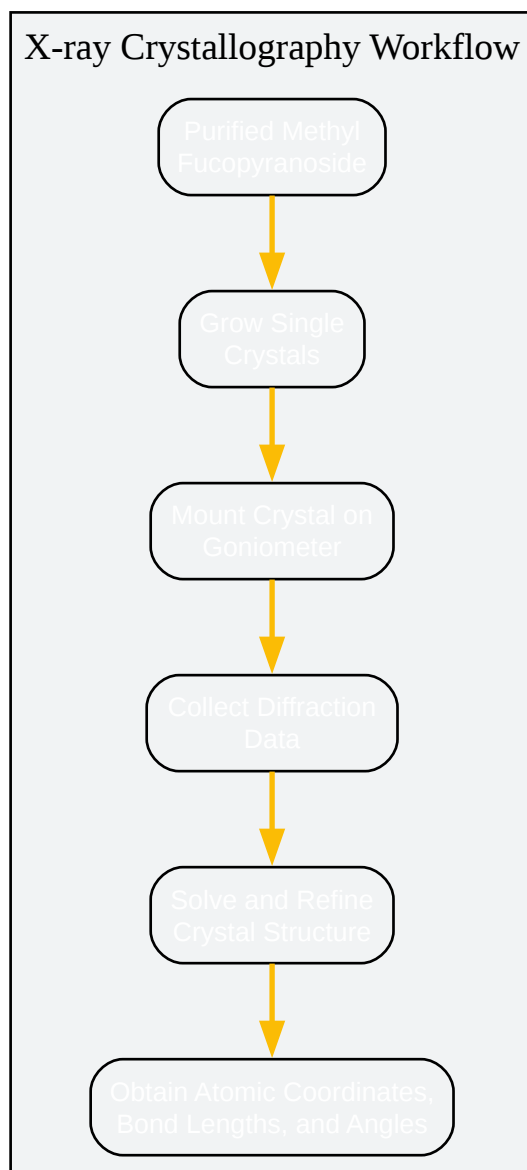 X-ray Crystallography Workflow
Purified Methyl
Fucopyranoside
Grow Single
Crystals
Mount Crystal on
Goniometer
Collect Diffraction
Data
Solve and Refine
Crystal Structure
Obtain Atomic Coordinates,
Bond Lengths, and Angles